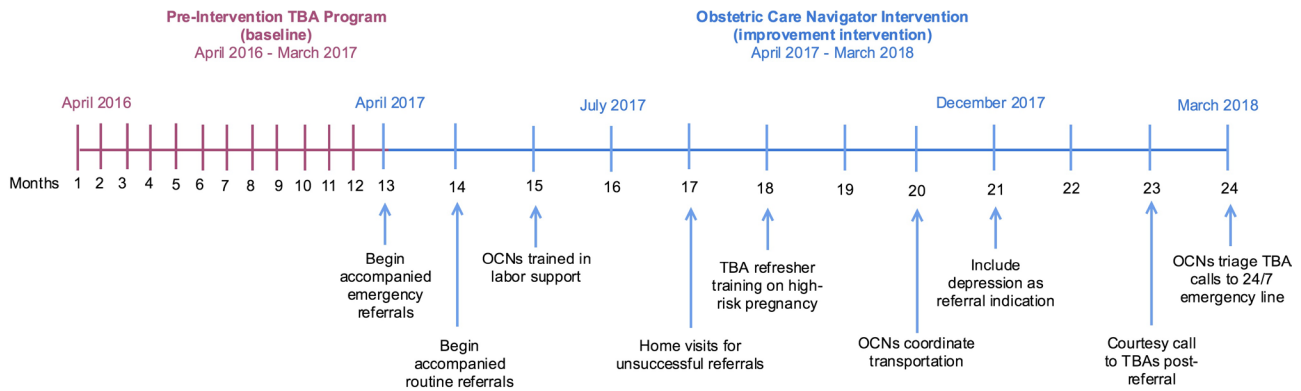 Pre-Intervention TBA Program
(baseline)
April 2016 - March 2017
Obstetric Care Navigator Intervention
(improvement intervention)
April 2017 - March 2018
April 2016
April 2017
July 2017
December 2017
March 2018
Months 1 2 3 4 5 6 7 8 9 10 11 12 13 14 15 16 17 18 19 20 21 22 23 24
Begin
accompanied
emergency
referrals
Begin
accompanied
routine referrals
OCNs trained in
labor support
Home visits for
unsuccessful referrals
TBA refresher
training on high-
risk pregnancy
OCNs coordinate
transportation
Include
depression as
referral indication
Courtesy call
to TBAs post-
referral
OCNs triage TBA
calls to 24/7
emergency line